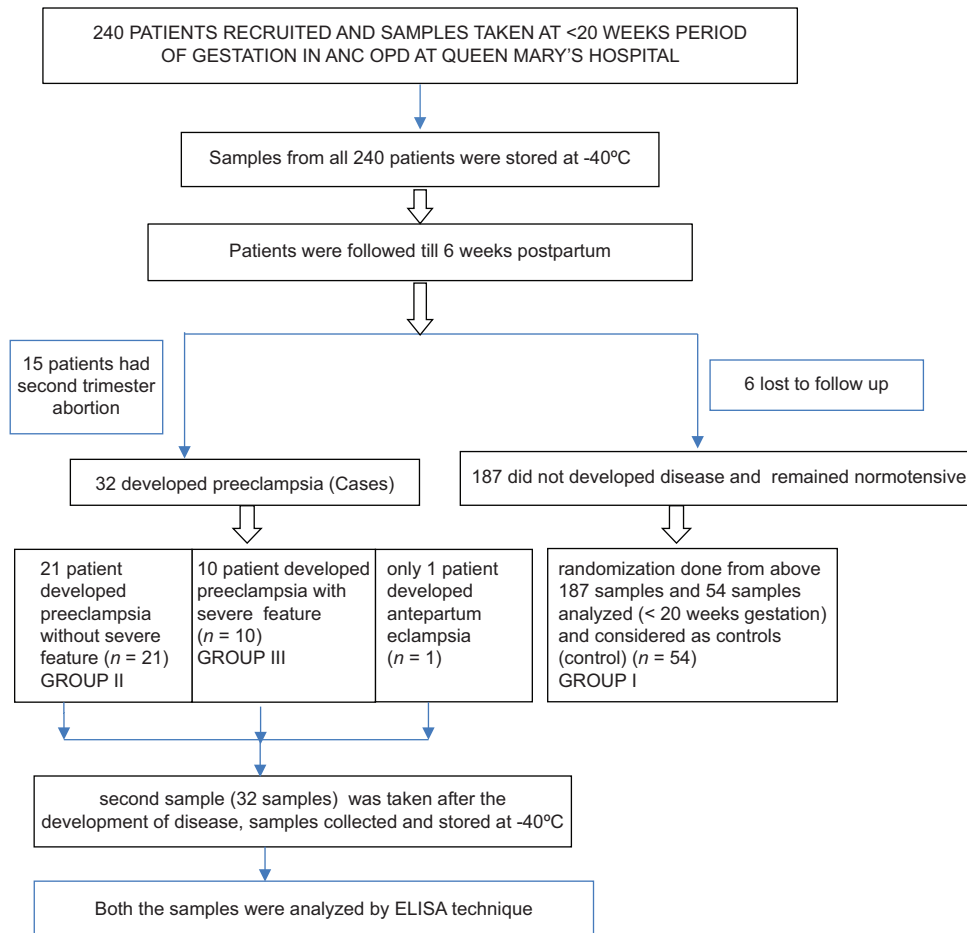 240 PATIENTS RECRUITED AND SAMPLES TAKEN AT <20 WEEKS PERIOD
OF GESTATION IN ANC OPD AT QUEEN MARY'S HOSPITAL
Samples from all 240 patients were stored at -40ºC
Patients were followed till 6 weeks postpartum
15 patients had
second trimester
abortion
6 lost to follow up
32 developed preeclampsia (Cases)
187 did not developed disease and remained normotensive
21 patient
developed
preeclampsia
without severe
feature (n = 21)
GROUP II
10 patient developed
preeclampsia with
severe feature
(n = 10)
GROUP III
only 1 patient
developed
antepartum
eclampsia
(n = 1)
randomization done from above
187 samples and 54 samples
analyzed (< 20 weeks gestation)
and considered as controls
(control) (n = 54)
GROUP I
second sample (32 samples) was taken after the
development of disease, samples collected and stored at -40ºC
Both the samples were analyzed by ELISA technique